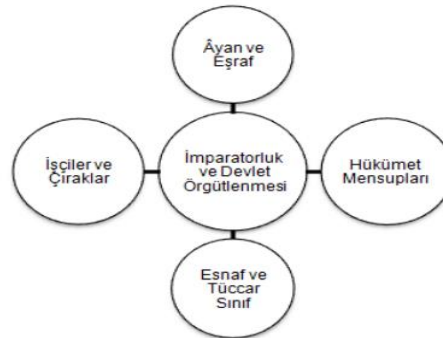 Âyan ve
Eşraf
İşçiler ve
Çıraklar
İmparatorluk
ve Devlet
Örgütlenmesi
Hükümet
Mensupları
Esnaf ve
Tüccar
Sınıf